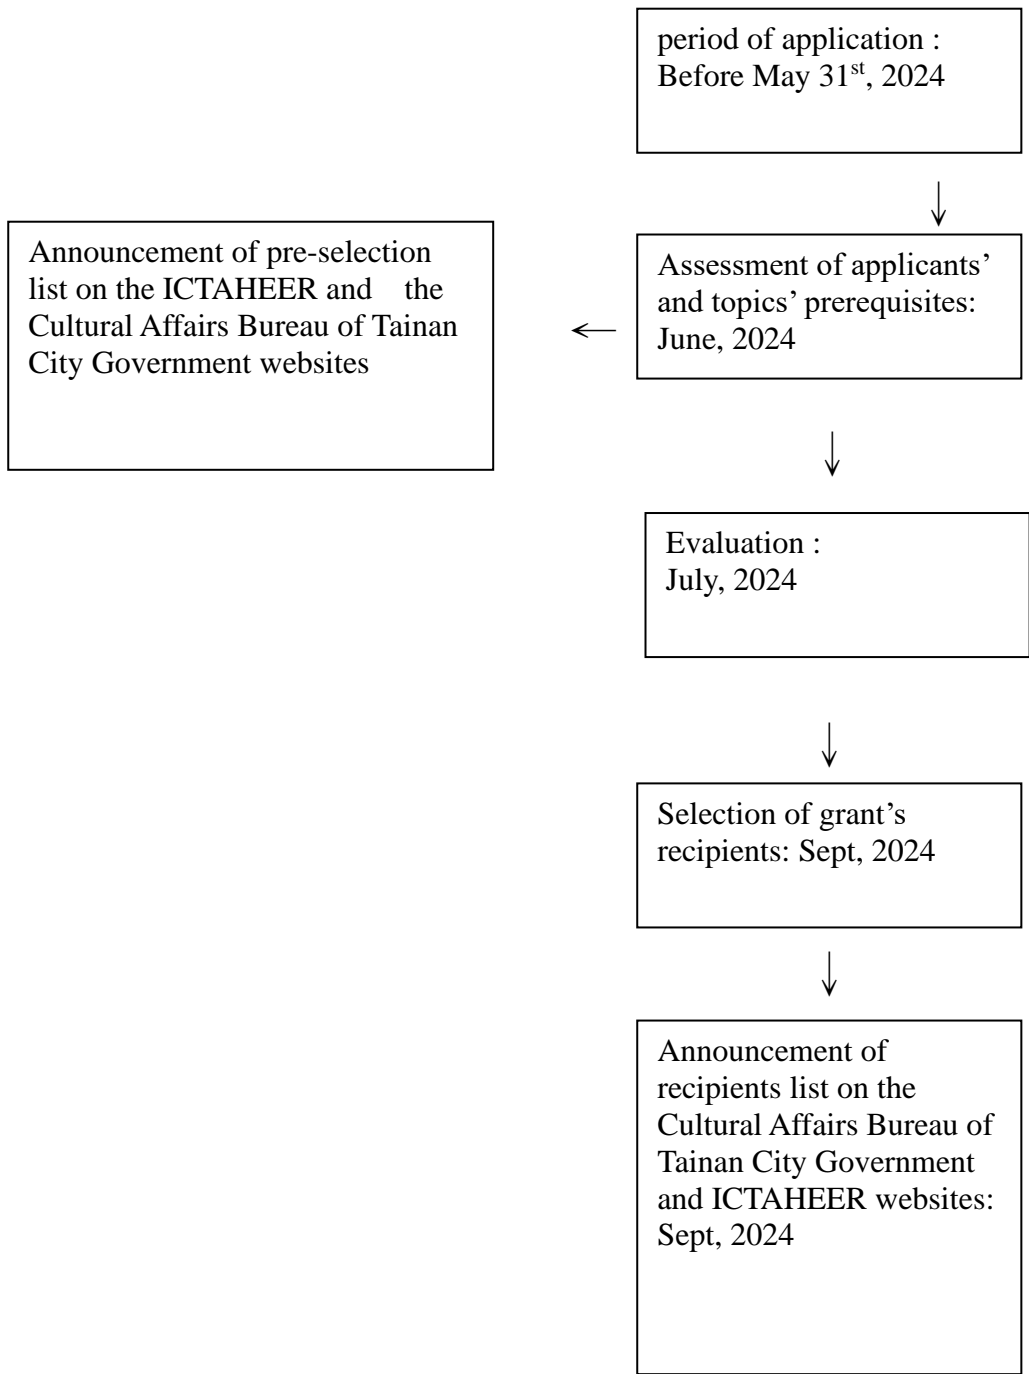 period of application :
Before May 31st, 2024
Announcement of pre-selection
list on the ICTAHEER and the
Cultural Affairs Bureau of Tainan
City Government websites
Assessment of applicants’
and topics’ prerequisites:
June, 2024
Evaluation :
July, 2024
Selection of grant’s
recipients: Sept, 2024
Announcement of
recipients list on the
Cultural Affairs Bureau of
Tainan City Government
and ICTAHEER websites:
Sept, 2024